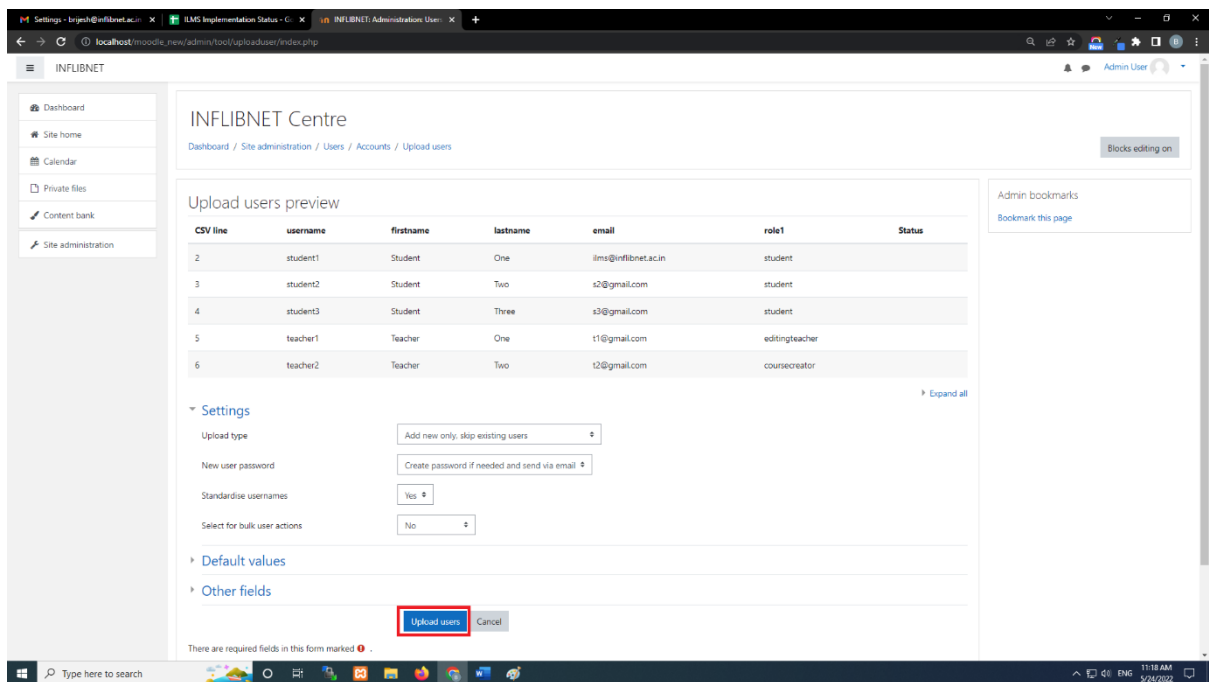 Settings - brijesh@inflibnet.ac.in
ILMS Implementation Status - Go
INFLIBNET: Administration: Users
localhost/moodle_new/admin/tool/uploaduser/index.php
New
B
INFLIBNET
Admin User
Dashboard
Site home
Calendar
Private files
Content bank
Site administration
INFLIBNET Centre
Dashboard / Site administration / Users / Accounts / Upload users
Blocks editing on
Upload users preview
CSV line username firstname lastname email role1 Status
2 student1 Student One ilms@inflibnet.ac.in student
3 student2 Student Two s2@gmail.com student
4 student3 Student Three s3@gmail.com student
5 teacher1 Teacher One t1@gmail.com editingteacher
6 teacher2 Teacher Two t2@gmail.com coursecreator
Expand all
Settings
Upload type Add new only, skip existing users
New user password Create password if needed and send via email
Standardise usernames Yes
Select for bulk user actions No
Default values
Other fields
Upload users Cancel
There are required fields in this form marked .
Admin bookmarks
Bookmark this page
Type here to search
ENG
11:18 AM
5/24/2022